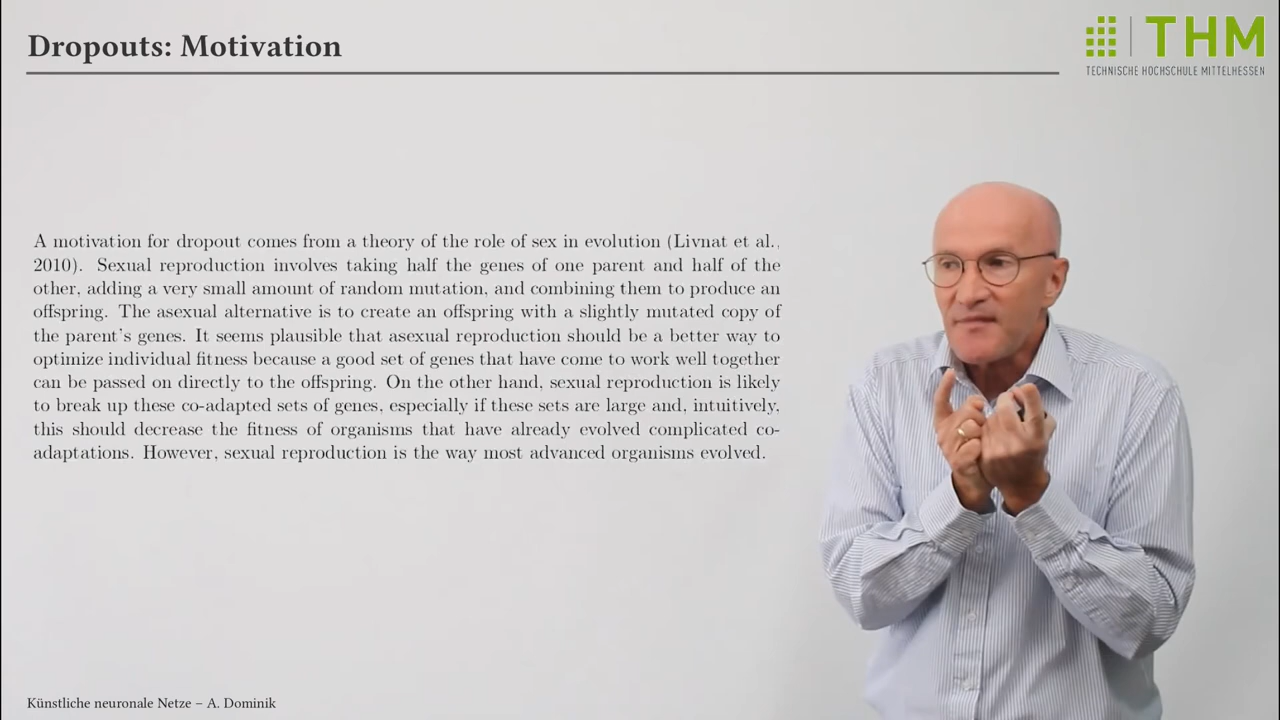 Dropouts: Motivation
THM
TECHNISCHE HOCHSCHULE MITTELHESSEN
A motivation for dropout comes from a theory of the role of sex in evolution (Livnat et al.,
2010). Sexual reproduction involves taking half the genes of one parent and half of the
other, adding a very small amount of random mutation, and combining them to produce an
offspring. The asexual alternative is to create an offspring with a slightly mutated copy of
the parent's genes. It seems plausible that asexual reproduction should be a better way to
optimize individual fitness because a good set of genes that have come to work well together
can be passed on directly to the offspring. On the other hand, sexual reproduction is likely
to break up these co-adapted sets of genes, especially if these sets are large and, intuitively,
this should decrease the fitness of organisms that have already evolved complicated co-
adaptations. However, sexual reproduction is the way most advanced organisms evolved.
Künstliche neuronale Netze – A. Dominik